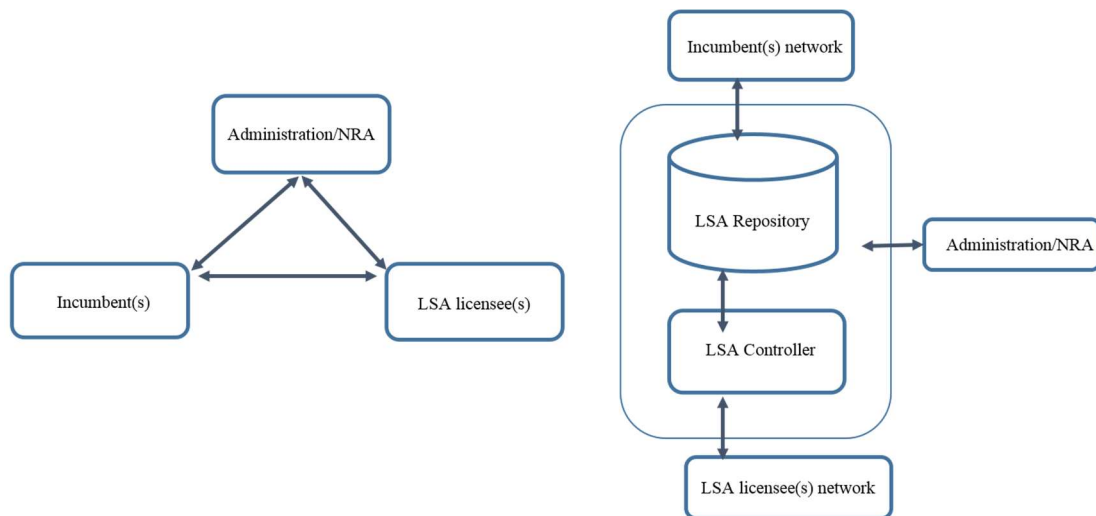 Administration/NRA
Incumbent(s)
LSA licensee(s)
Incumbent(s) network
LSA Repository
Administration/NRA
LSA Controller
LSA licensee(s) network